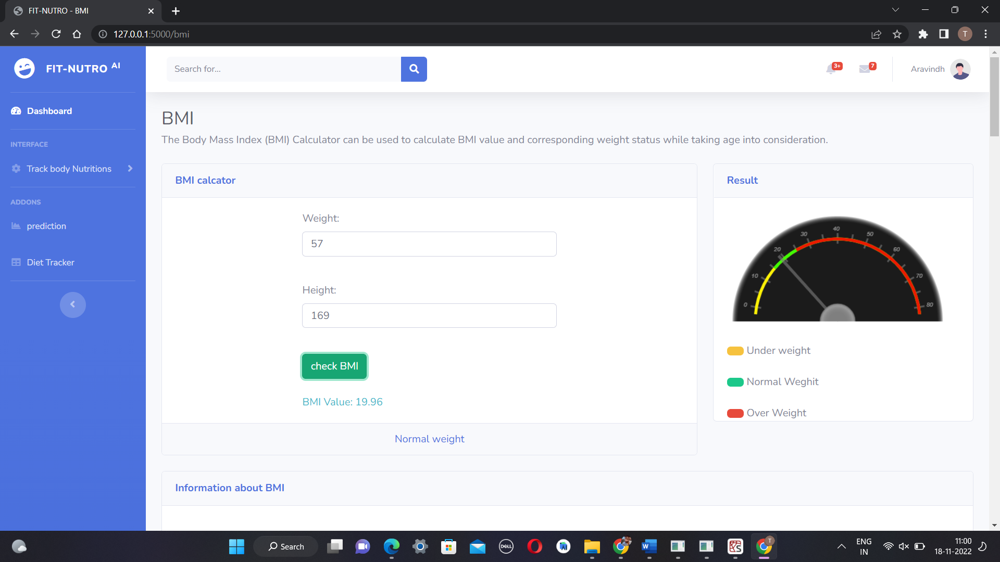 FIT-NUTRO - BMI
127.0.0.1:5000/bmi
T
FIT-NUTRO AI
Search for...
3+
7
Aravindh
Dashboard
INTERFACE
Track body Nutritions
ADDONS
prediction
Diet Tracker
BMI
The Body Mass Index (BMI) Calculator can be used to calculate BMI value and corresponding weight status while taking age into consideration.
BMI calcator
Weight:
57
Height:
169
check BMI
BMI Value: 19.96
Normal weight
Result
0
10
20
30
40
50
60
70
80
Under weight
Normal Weghit
Over Weight
Information about BMI
Search
DELL
W
T
ENG
IN
11:00
18-11-2022